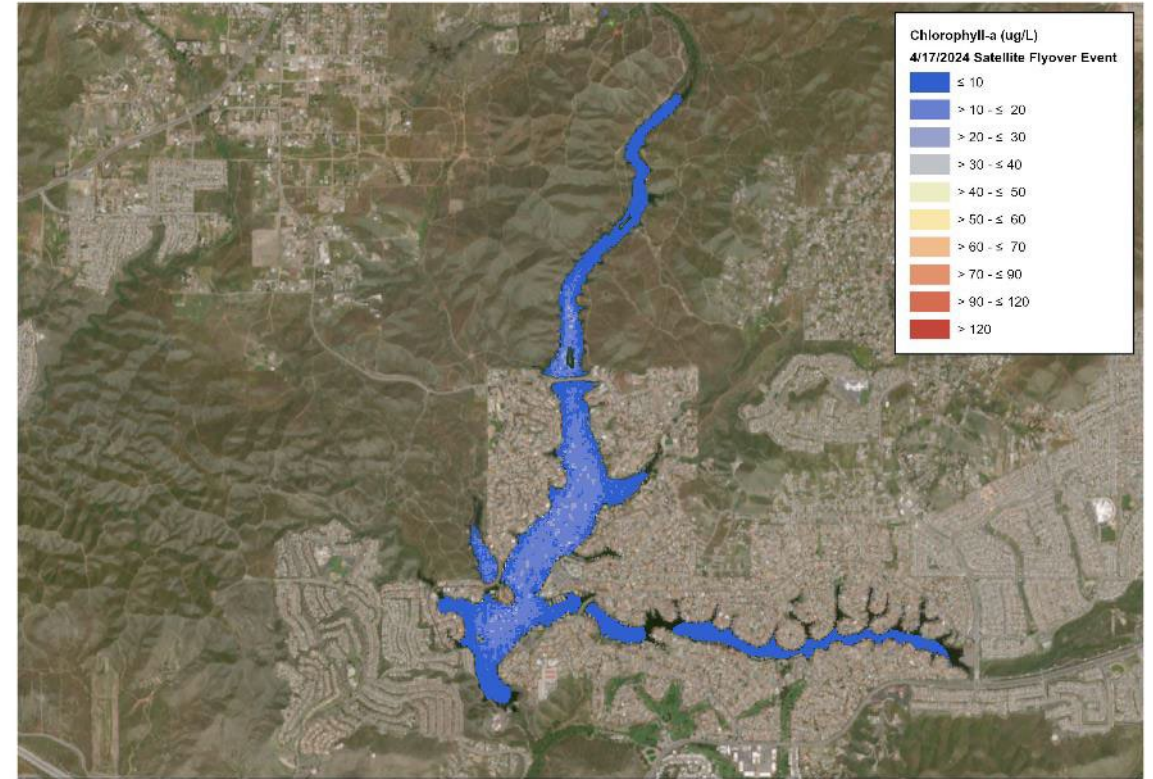 Chlorophyll-a (ug/L)
4/17/2024 Satellite Flyover Event
≤ 10
> 10 - ≤ 20
> 20 - ≤ 30
> 30 - ≤ 40
> 40 - ≤ 50
> 50 - ≤ 60
> 60 - ≤ 70
> 70 - ≤ 90
> 90 - ≤ 120
> 120